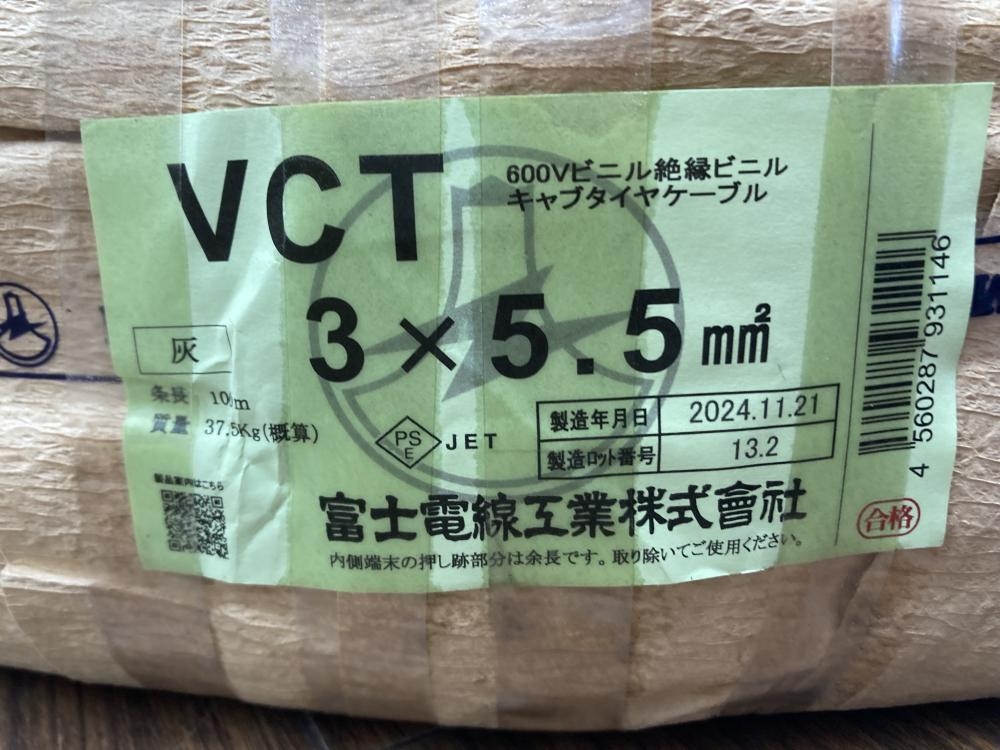 VCT
600Vビニル絶縁ビニル
キャブタイヤケーブル
3×5.5㎟
灰
条長 100m
質量 37.5Kg(概算)
PS
E
JET
製造年月日 2024.11.21
製造ロット番号 13.2
製品案内はこちら
富士電線工業株式會社
内側端末の押し跡部分は余長です。取り除いてご使用ください。
4 560287 931146
合格